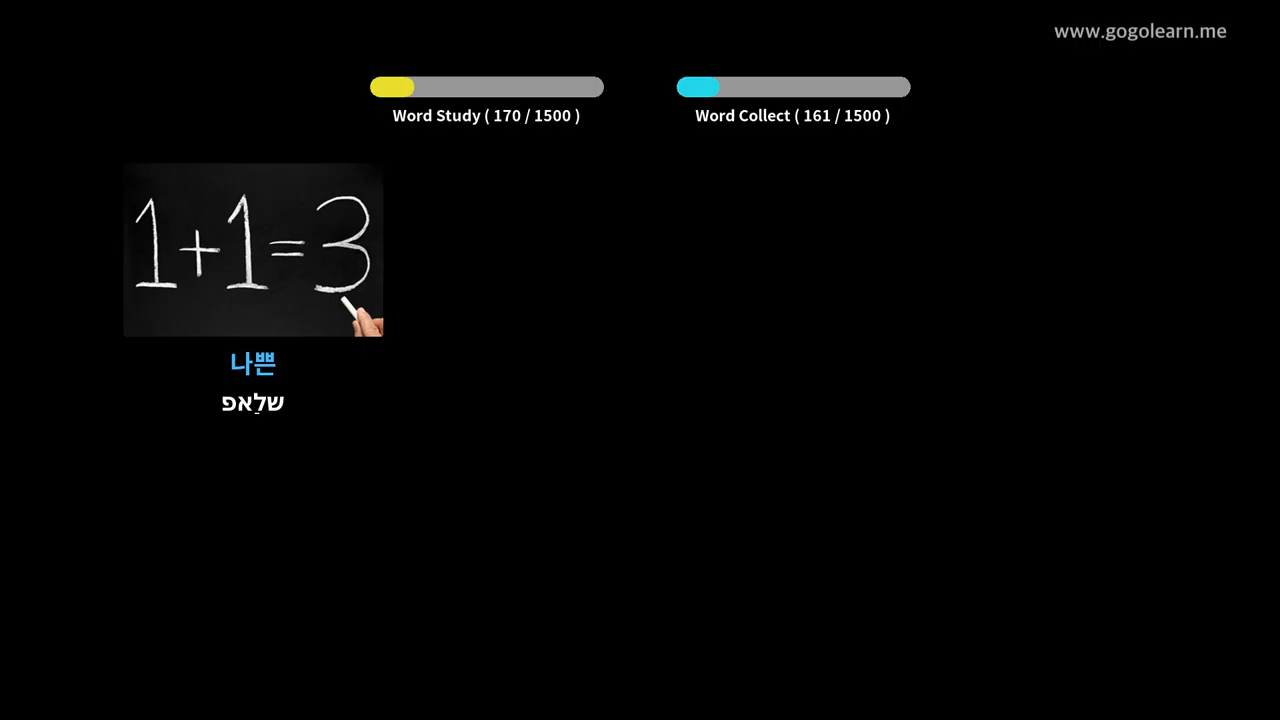 www.gogolearn.me
Word Study ( 170 / 1500 )
Word Collect ( 161 / 1500 )
1+1=3
나쁜
שלַאפּ